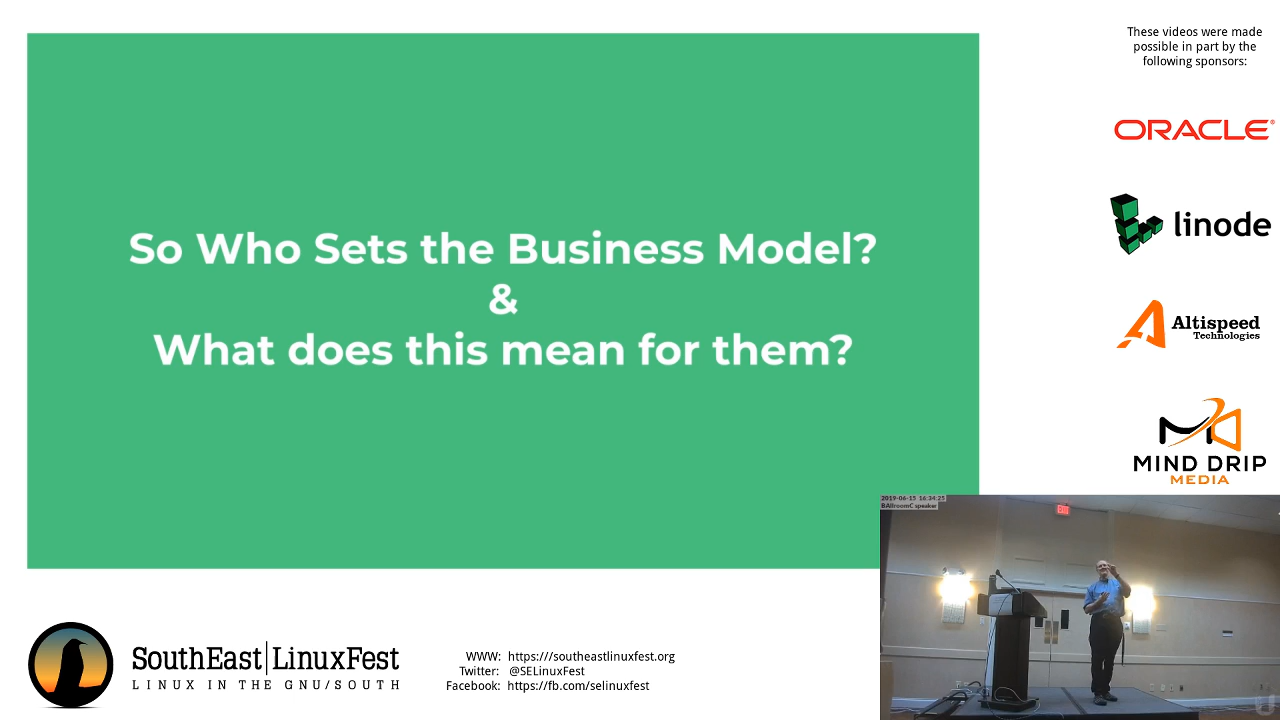 So Who Sets the Business Model?
&
What does this mean for them?
These videos were made
possible in part by the
following sponsors:
ORACLE®
linode
Altispeed
Technologies
MIND DRIP
MEDIA
2019-06-15 16:34:25
BAllroomC speaker
EXIT
SouthEast|LinuxFest
LINUX IN THE GNU/SOUTH
WWW: https:///southeastlinuxfest.org
Twitter: @SELinuxFest
Facebook: https://fb.com/selinuxfest